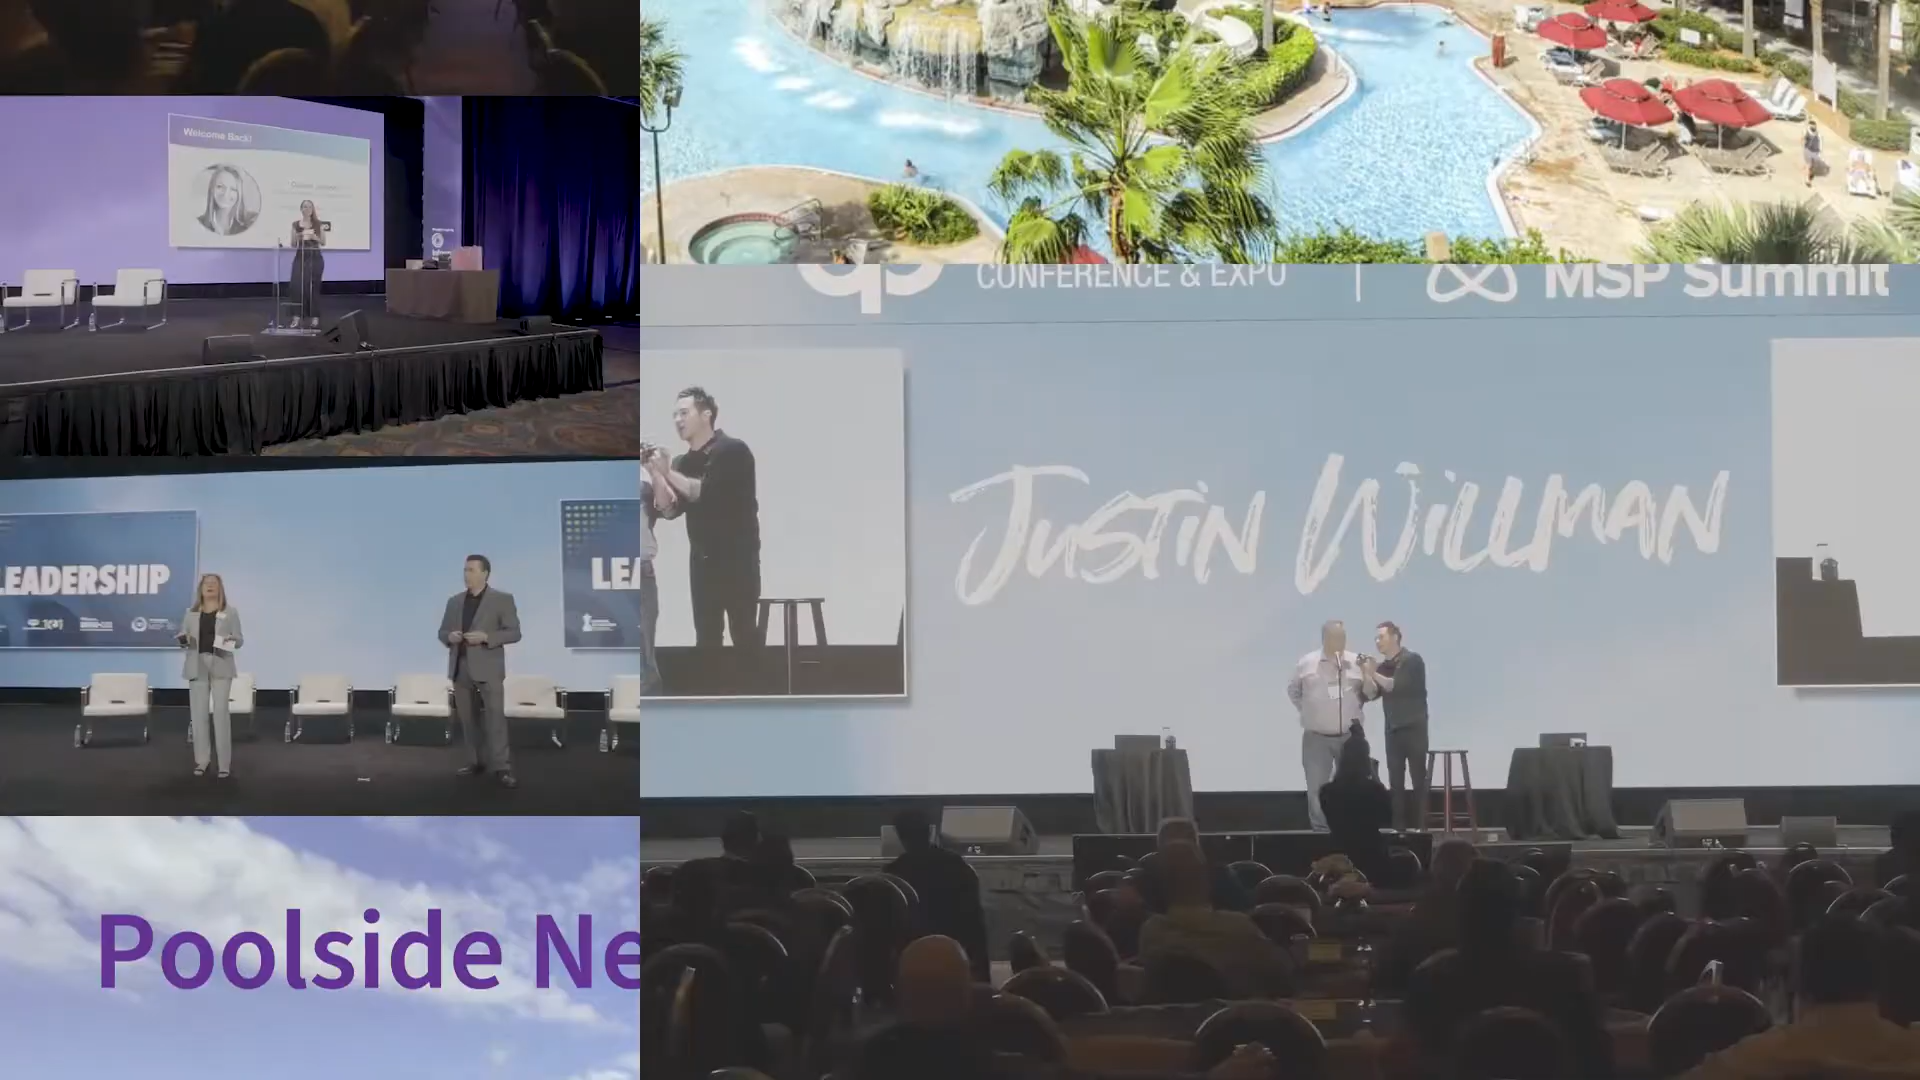 Welcome Back!
LEADERSHIP
LEA
Poolside Ne
CONFERENCE & EXPO
MSP Summit
JUSTIN WILLMAN